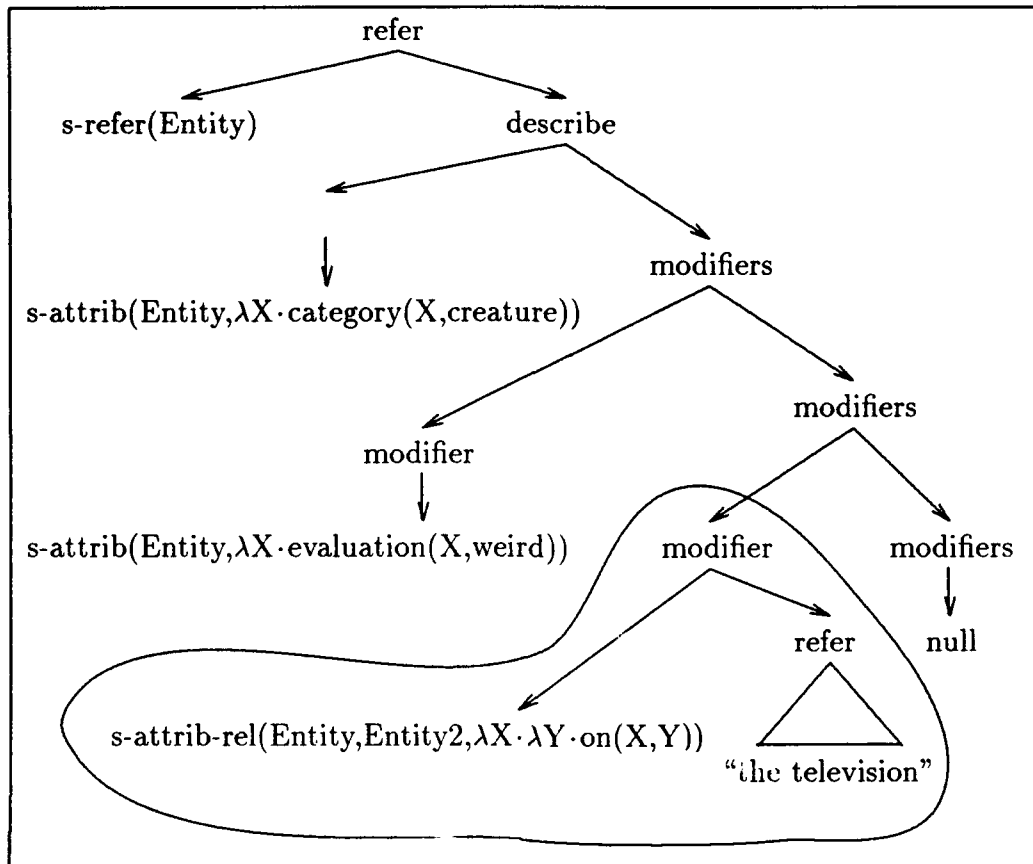 refer
s-refer(Entity)
describe
modifiers
s-attrib(Entity,λX·category(X,creature))
modifiers
modifier
s-attrib(Entity,λX·evaluation(X,weird))
modifier
modifiers
refer
null
s-attrib-rel(Entity,Entity2,λX·λY·on(X,Y))
“the television”